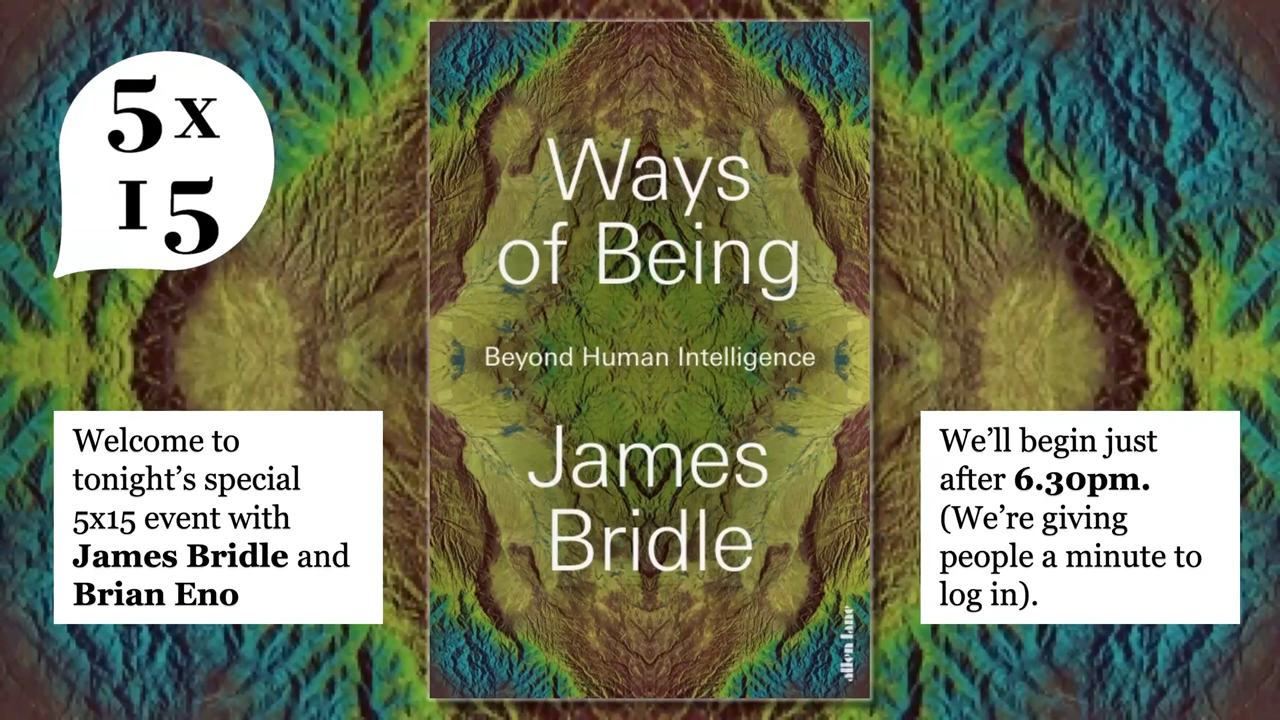 5x
15
Ways
of Being
Beyond Human Intelligence
James
Bridle
allen lane
Welcome to
tonight’s special
5x15 event with
James Bridle and
Brian Eno
We’ll begin just
after 6.30pm.
(We’re giving
people a minute to
log in).